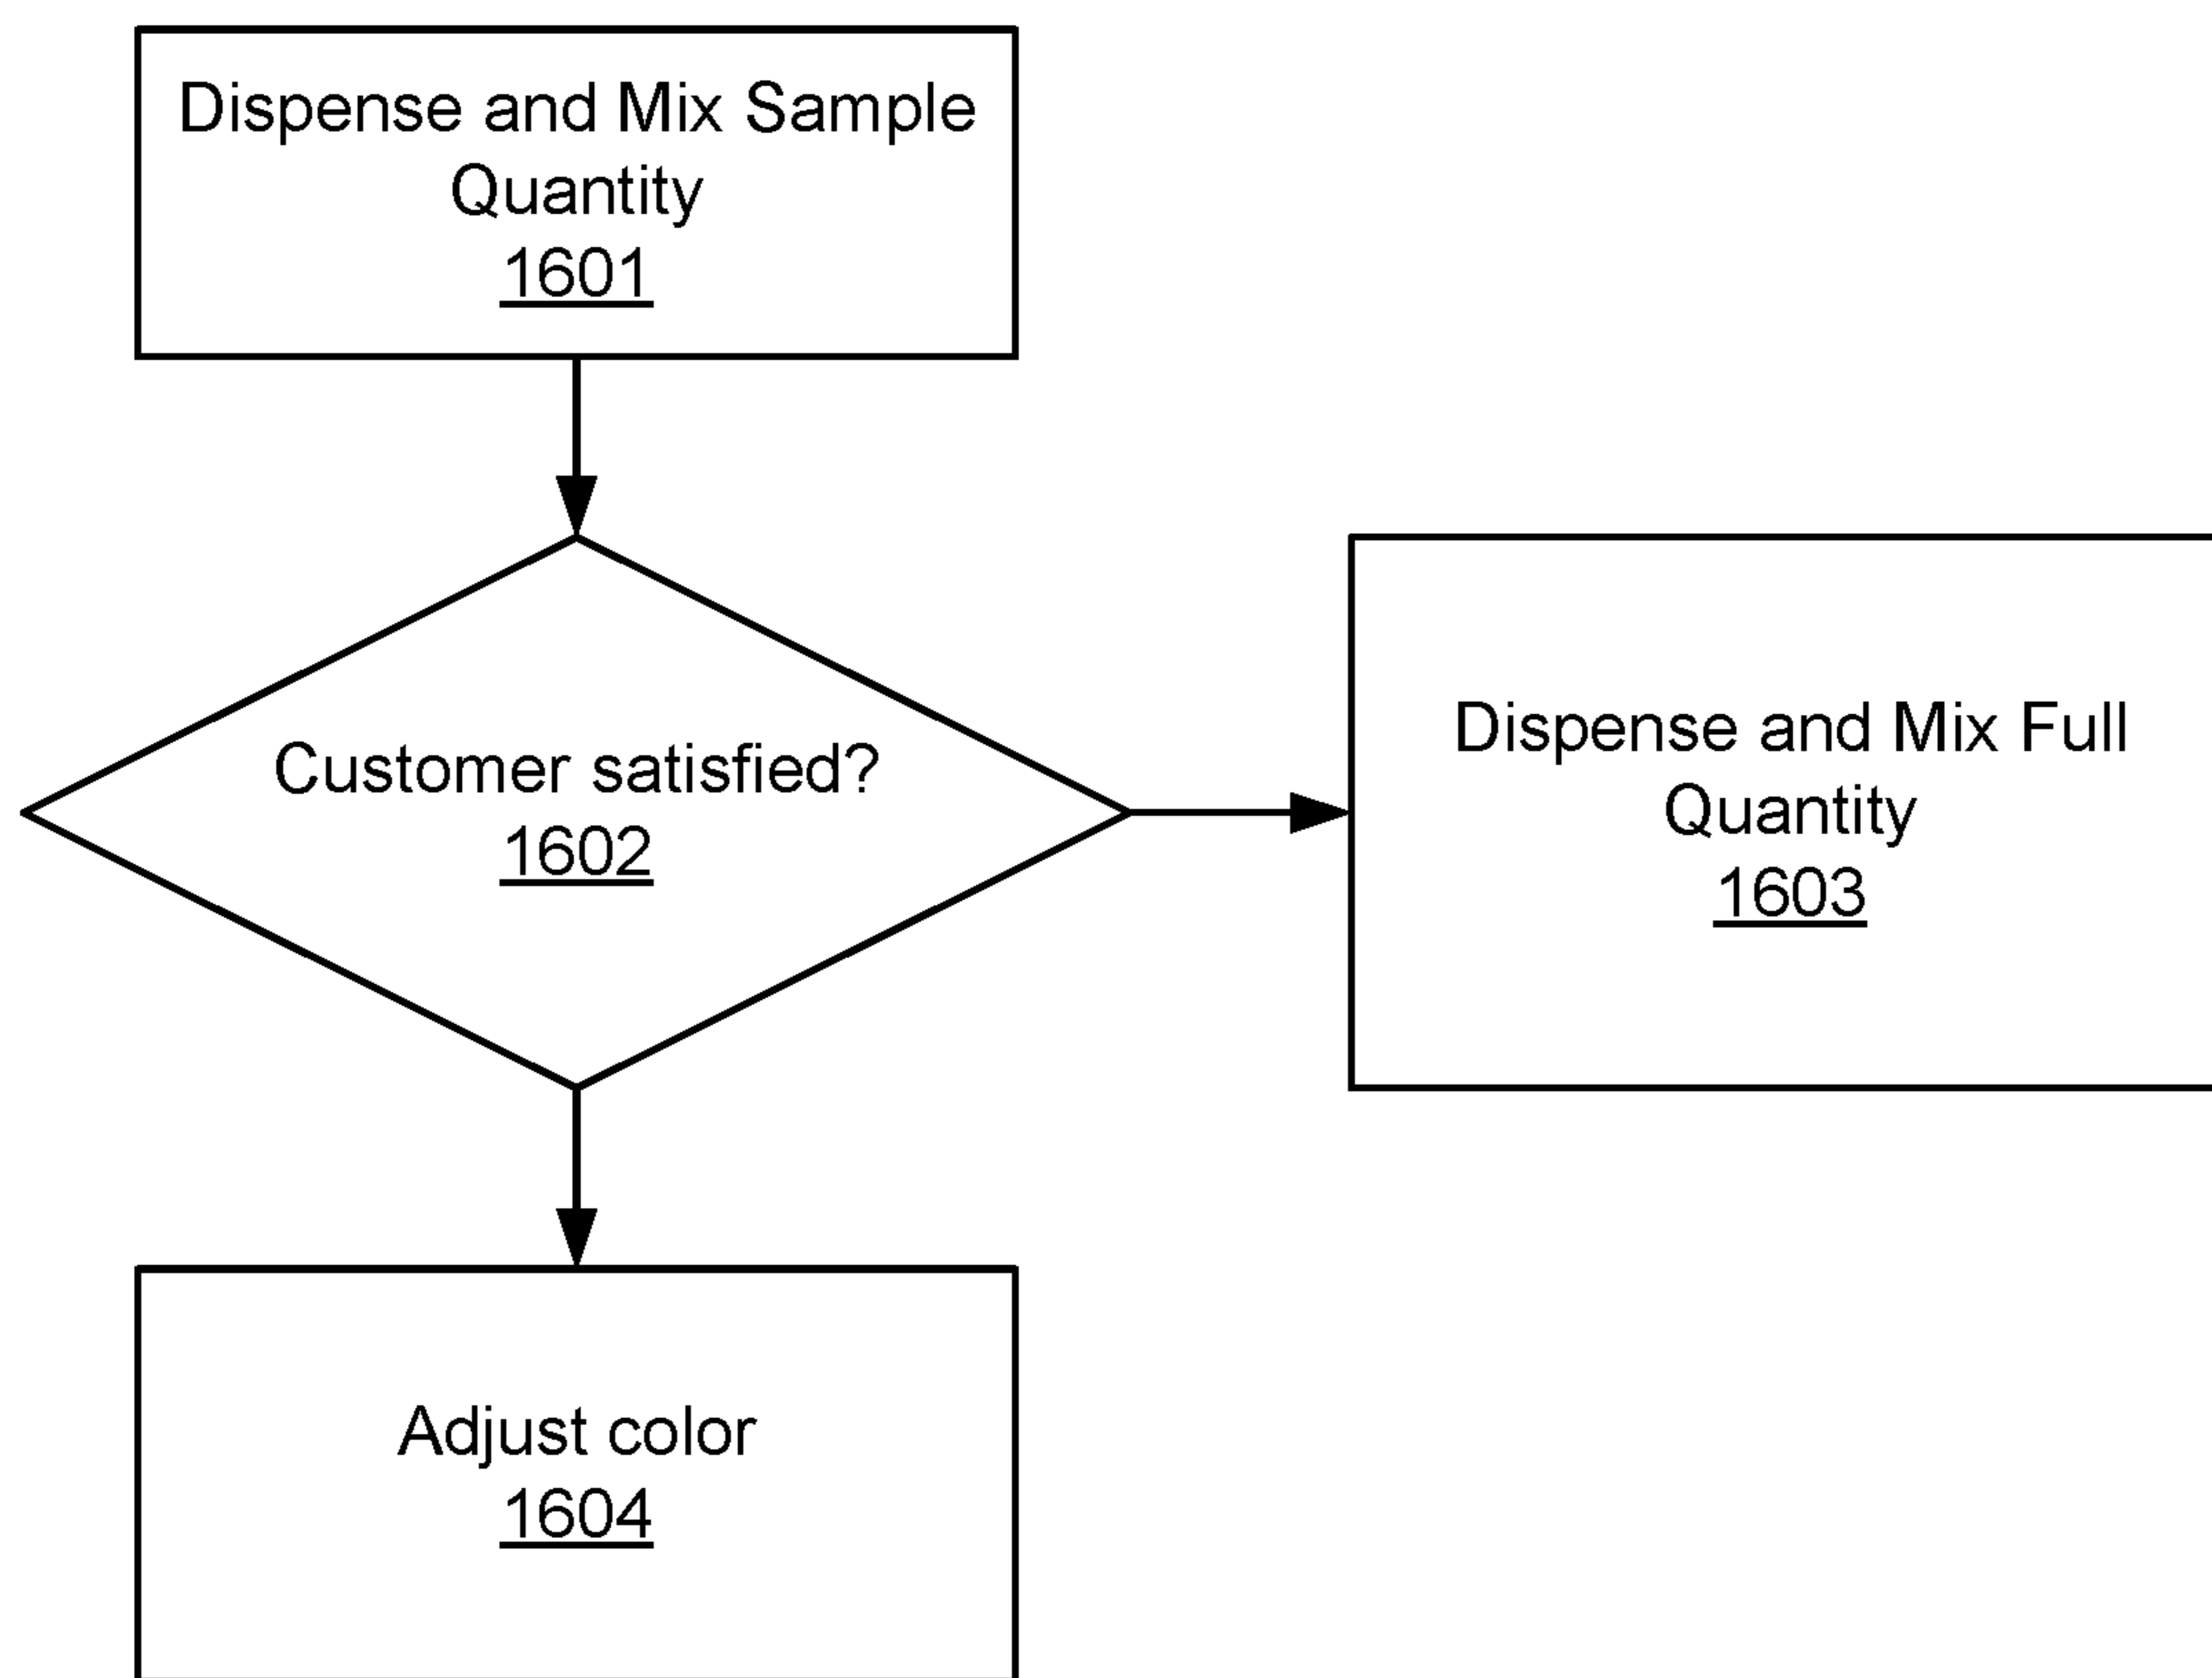 Dispense and Mix Sample
Quantity
1601
Customer satisfied?
1602
Dispense and Mix Full
Quantity
1603
Adjust color
1604